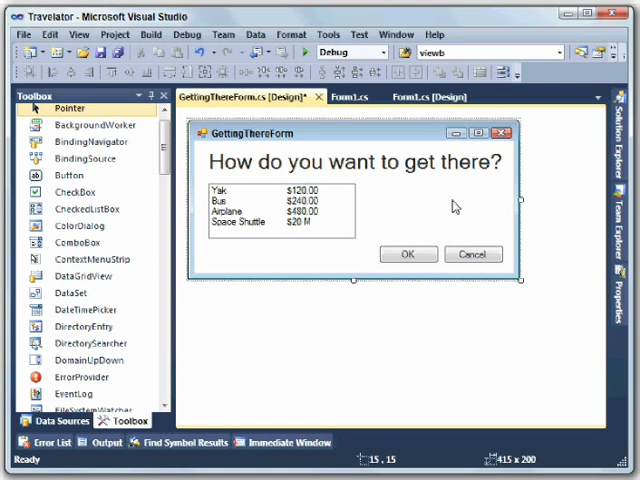 Travelator - Microsoft Visual Studio
File Edit View Project Build Debug Team Data Format Tools Test Window Help
Debug viewb
Toolbox
GettingThereForm.cs [Design]* Form1.cs Form1.cs [Design]
Pointer
BackgroundWorker
BindingNavigator
BindingSource
Button
CheckBox
CheckedListBox
ColorDialog
ComboBox
ContextMenuStrip
DataGridView
DataSet
DateTimePicker
DirectoryEntry
DirectorySearcher
DomainUpDown
ErrorProvider
EventLog
FileSystemWatcher
Data Sources Toolbox
GettingThereForm
How do you want to get there?
Yak $120.00
Bus $240.00
Airplane $480.00
Space Shuttle $20 M
OK Cancel
Solution Explorer
Team Explorer
Properties
Error List Output Find Symbol Results Immediate Window
Ready 15 , 15 415 x 200